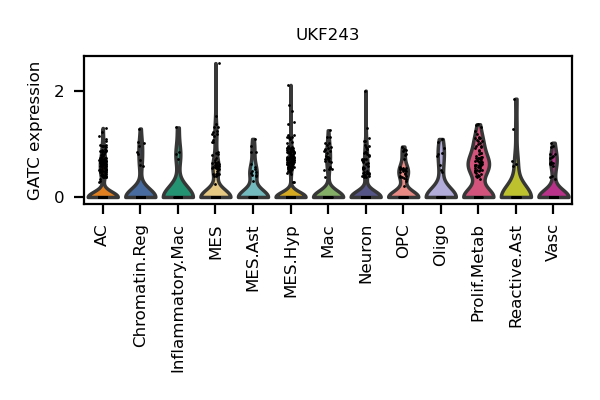 UKF243
GATC expression
2
0
AC
Chromatin.Reg
Inflammatory.Mac
MES
MES.Ast
MES.Hyp
Mac
Neuron
OPC
Oligo
Prolif.Metab
Reactive.Ast
Vasc